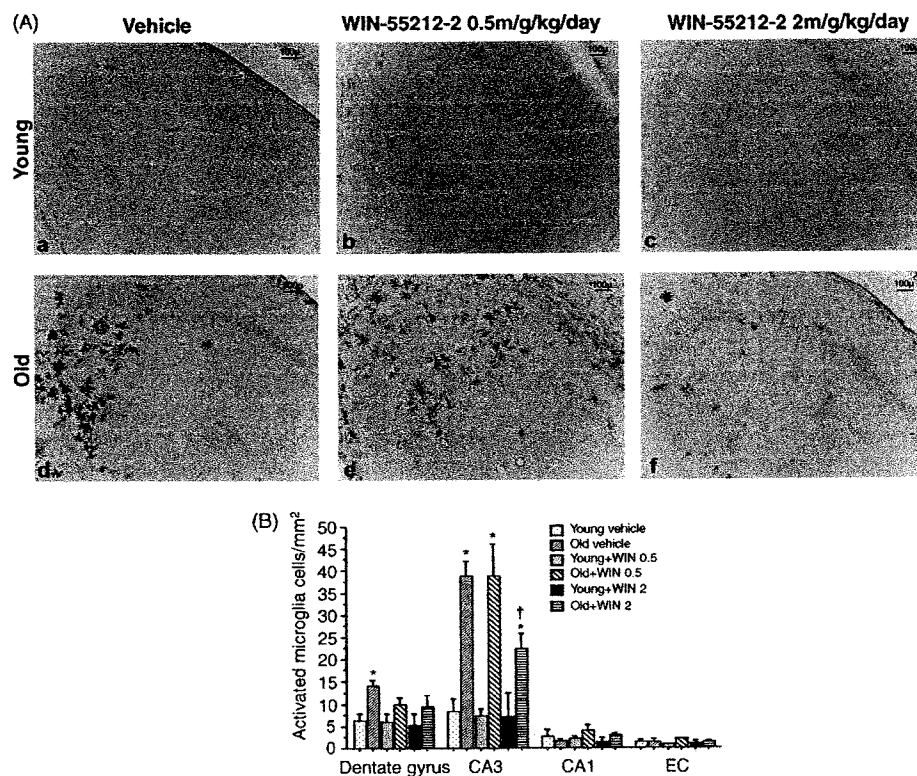 (A)
Vehicle
WIN-55212-2 0.5m/g/kg/day
WIN-55212-2 2m/g/kg/day
Young
100µ
100µ
100µ
a
b
c
Old
100µ
100µ
100µ
d
e
f
(B)
Activated microglia cells/mm²
50
45
40
35
30
25
20
15
10
5
0
*
*
*
†
*
Young vehicle
Old vehicle
Young+WIN 0.5
Old+WIN 0.5
Young+WIN 2
Old+WIN 2
Dentate gyrus
CA3
CA1
EC